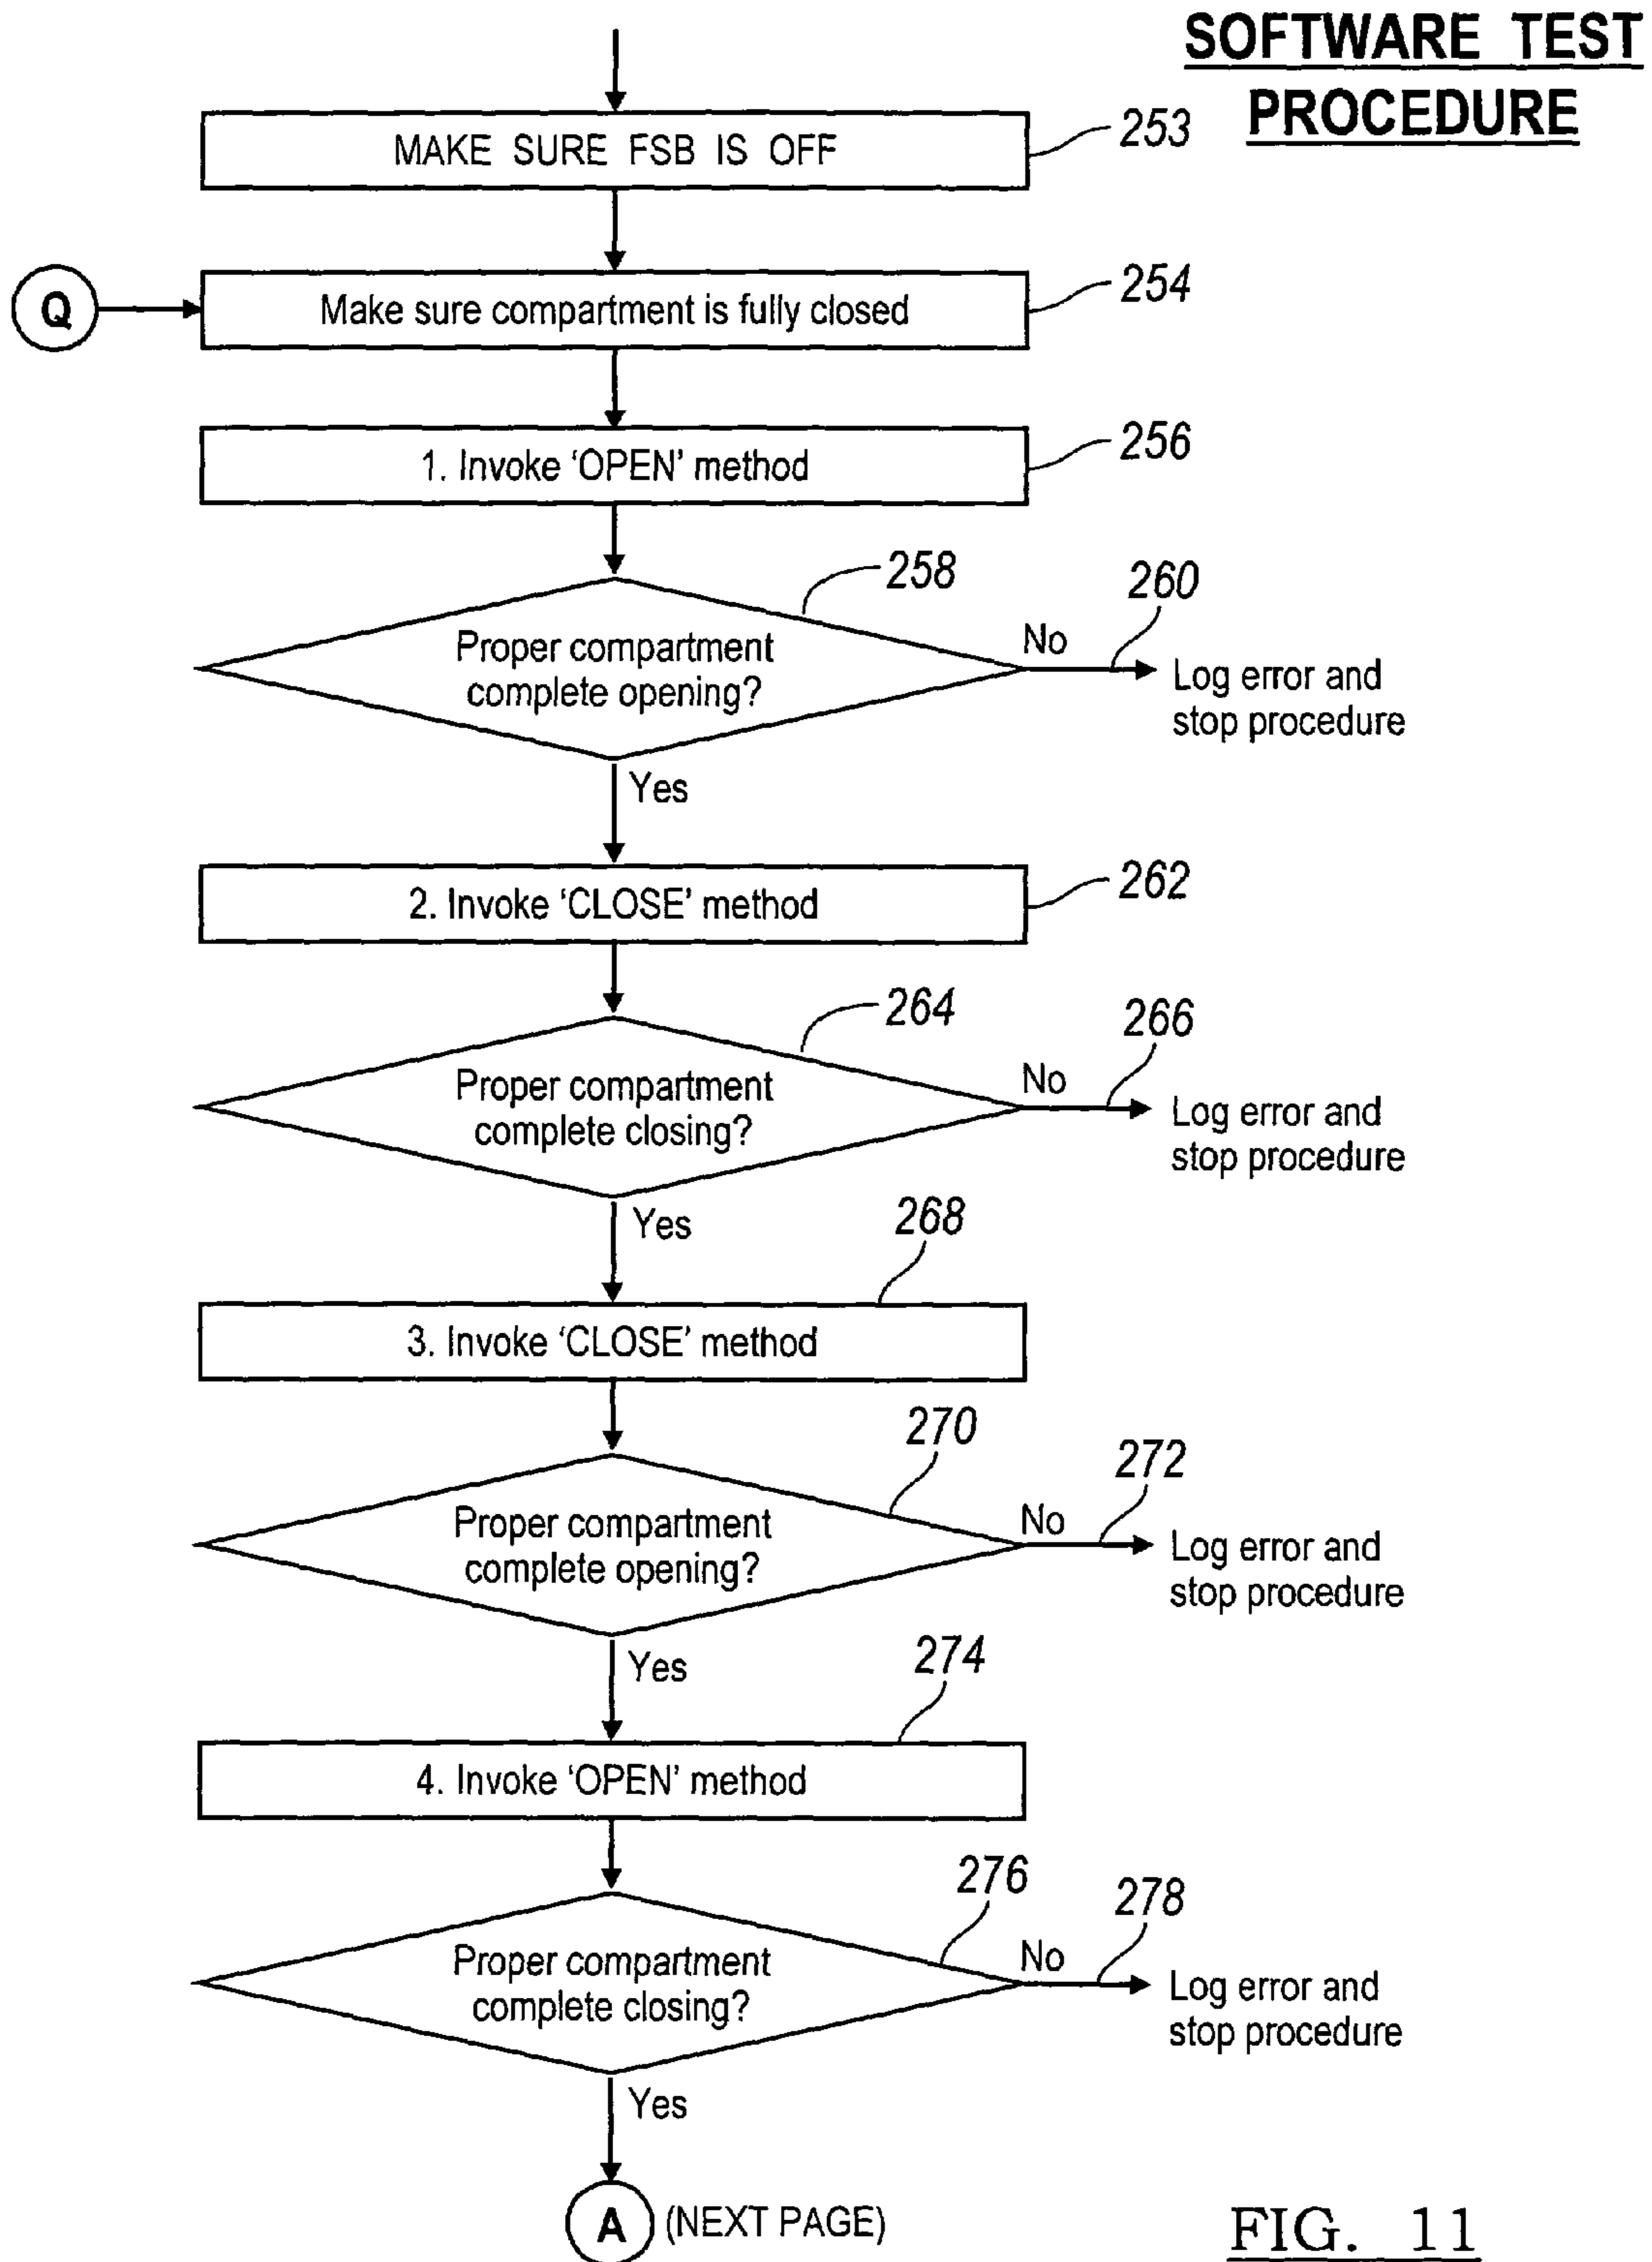 SOFTWARE TEST
PROCEDURE
MAKE SURE FSB IS OFF
253
Q
Make sure compartment is fully closed
254
1. Invoke ‘OPEN’ method
256
258
Proper compartment
complete opening?
No
260
Log error and
stop procedure
Yes
2. Invoke ‘CLOSE’ method
262
264
Proper compartment
complete closing?
No
266
Log error and
stop procedure
Yes
268
3. Invoke ‘CLOSE’ method
270
Proper compartment
complete opening?
No
272
Log error and
stop procedure
Yes
274
4. Invoke ‘OPEN’ method
276
Proper compartment
complete closing?
No
278
Log error and
stop procedure
Yes
A (NEXT PAGE)
FIG. 11